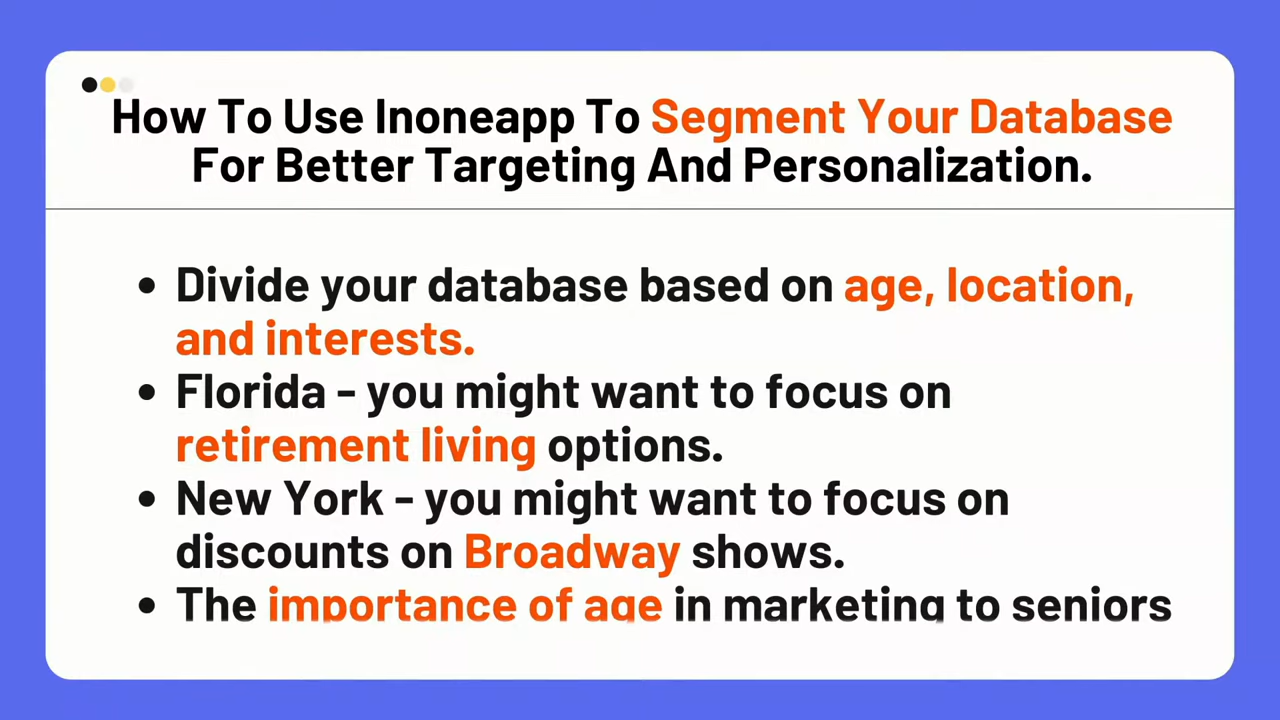 How To Use Inoneapp To Segment Your Database
For Better Targeting And Personalization.
• Divide your database based on age, location,
and interests.
• Florida - you might want to focus on
retirement living options.
• New York - you might want to focus on
discounts on Broadway shows.
• The importance of age in marketing to seniors